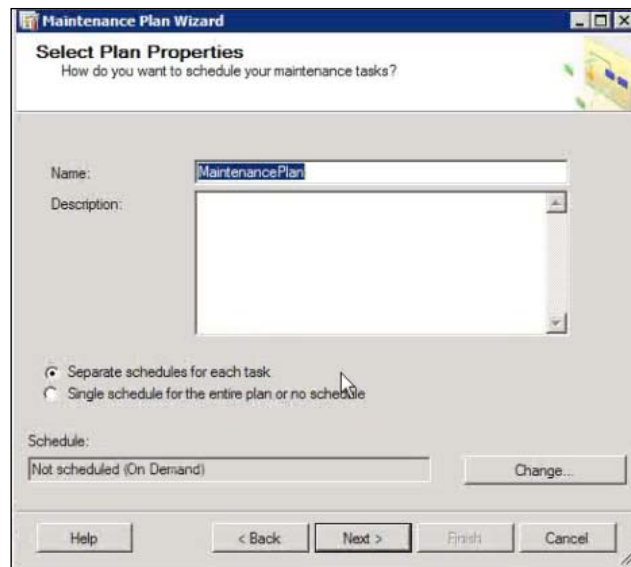 Maintenance Plan Wizard
Select Plan Properties
How do you want to schedule your maintenance tasks?
Name:
MaintenancePlan
Description:
Separate schedules for each task
Single schedule for the entire plan or no schedule
Schedule:
Not scheduled (On Demand)
Change...
Help
< Back
Next >
Finish
Cancel